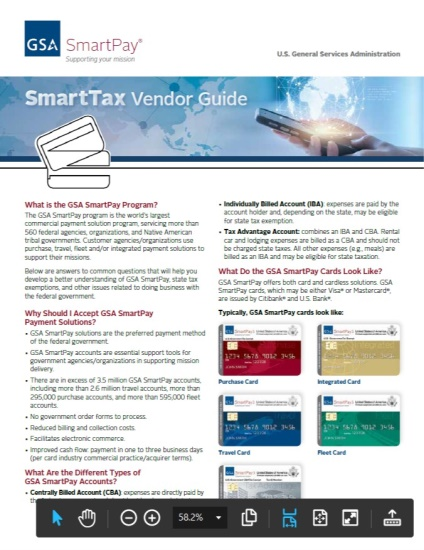 GSA SmartPay®
Supporting your mission
U.S. General Services Administration
SmartTax Vendor Guide
What is the GSA SmartPay Program?
The GSA SmartPay program is the world's largest
commercial payment solution program, servicing more than
560 federal agencies, organizations, and Native American
tribal governments. Customer agencies/organizations use
purchase, travel, fleet and/or integrated payment solutions to
support their missions.
Below are answers to common questions that will help you
develop a better understanding of GSA SmartPay, state tax
exemptions, and other issues related to doing business with
the federal government.
Why Should I Accept GSA SmartPay
Payment Solutions?
• GSA SmartPay solutions are the preferred payment method
of the federal government.
• GSA SmartPay accounts are essential support tools for
government agencies/organizations in supporting mission
delivery.
• There are in excess of 3.5 million GSA SmartPay accounts,
including more than 2.6 million travel accounts, more than
295,000 purchase accounts, and more than 595,000 fleet
accounts.
• No government order forms to process.
• Reduced billing and collection costs.
• Facilitates electronic commerce.
• Improved cash flow: payment in one to three business days
(per card industry commercial practice/acquirer terms).
What Are the Different Types of
GSA SmartPay Accounts?
• Centrally Billed Account (CBA): expenses are directly paid by
• Individually Billed Account (IBA): expenses are paid by the
account holder and, depending on the state, may be eligible
for state tax exemption.
• Tax Advantage Account: combines an IBA and CBA. Rental
car and lodging expenses are billed as a CBA and should not
be charged state taxes. All other expenses (e.g., meals) are
billed as an IBA and may be eligible for state taxation.
What Do the GSA SmartPay Cards Look Like?
GSA SmartPay offers both card and cardless solutions. GSA
SmartPay cards, which may be either Visa® or Mastercard®,
are issued by Citibank® and U.S. Bank®.
Typically, GSA SmartPay cards look like:
1234 5678 9012 3456
1234 5678 9012 3456
Purchase Card
Integrated Card
1234 5678 9012 3456
1234 5678 9012 3456
Travel Card
Fleet Card
58.2%